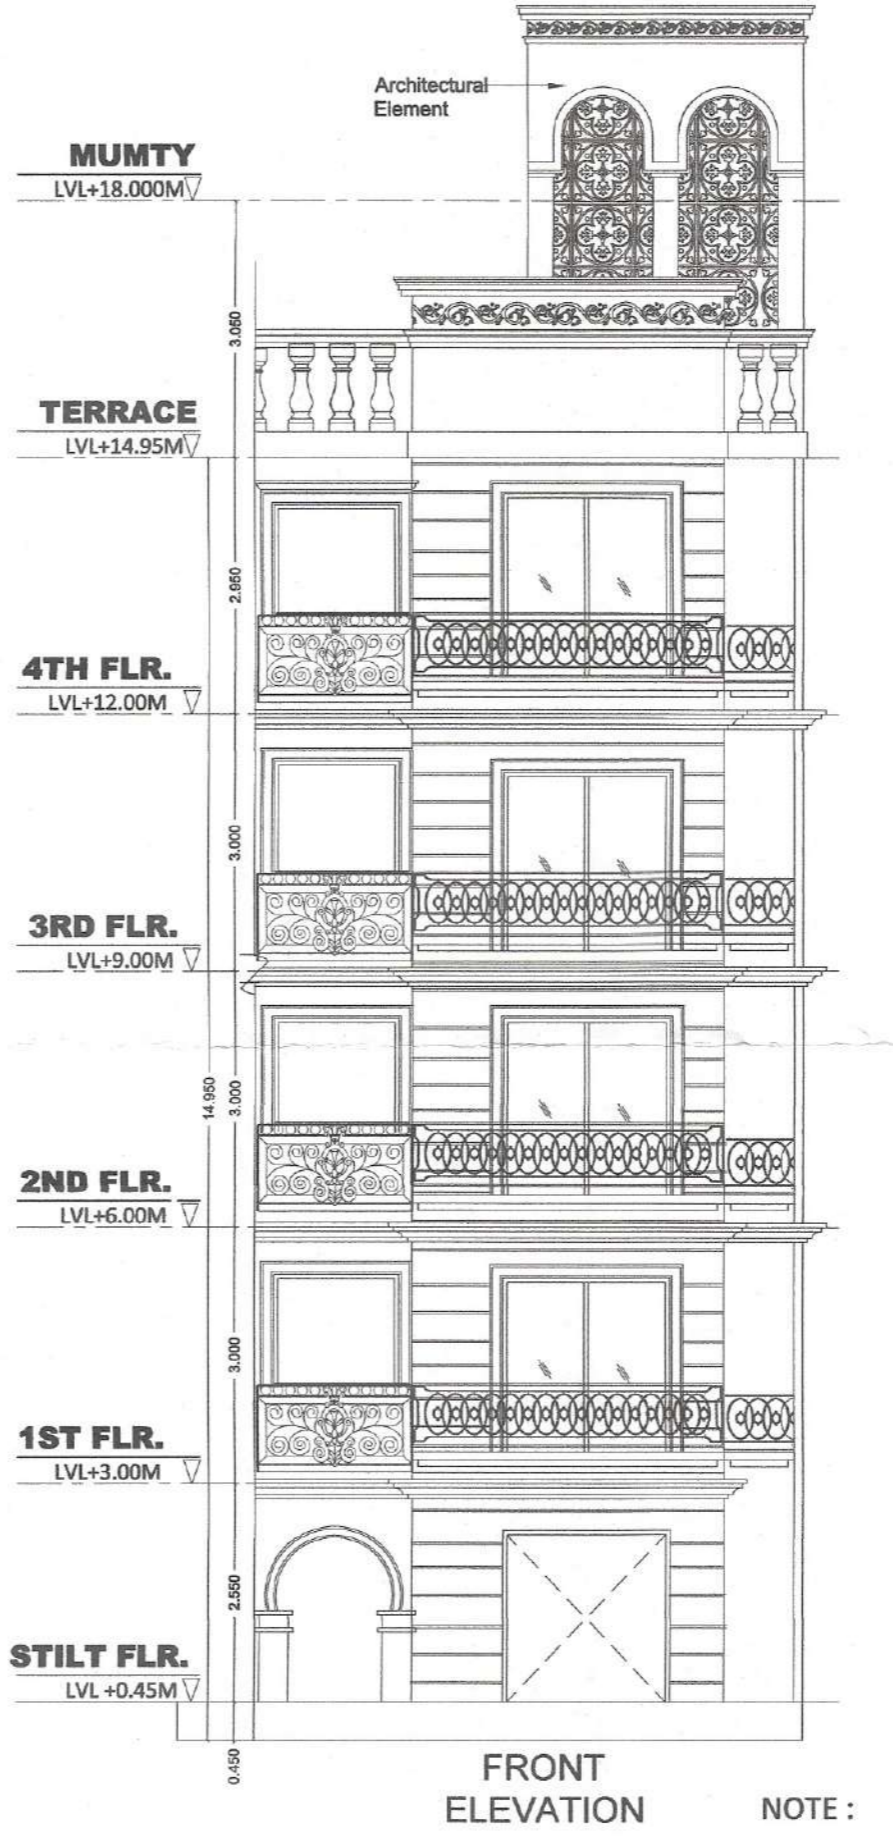 Architectural
Element
MUMTY
LVL+18.000M
3.050
TERRACE
LVL+14.95M
2.950
4TH FLR.
LVL+12.00M
3.000
3RD FLR.
LVL+9.00M
14.950
3.000
2ND FLR.
LVL+6.00M
3.000
1ST FLR.
LVL+3.00M
2.550
STILT FLR.
LVL +0.45M
0.450
FRONT
ELEVATION
NOTE :